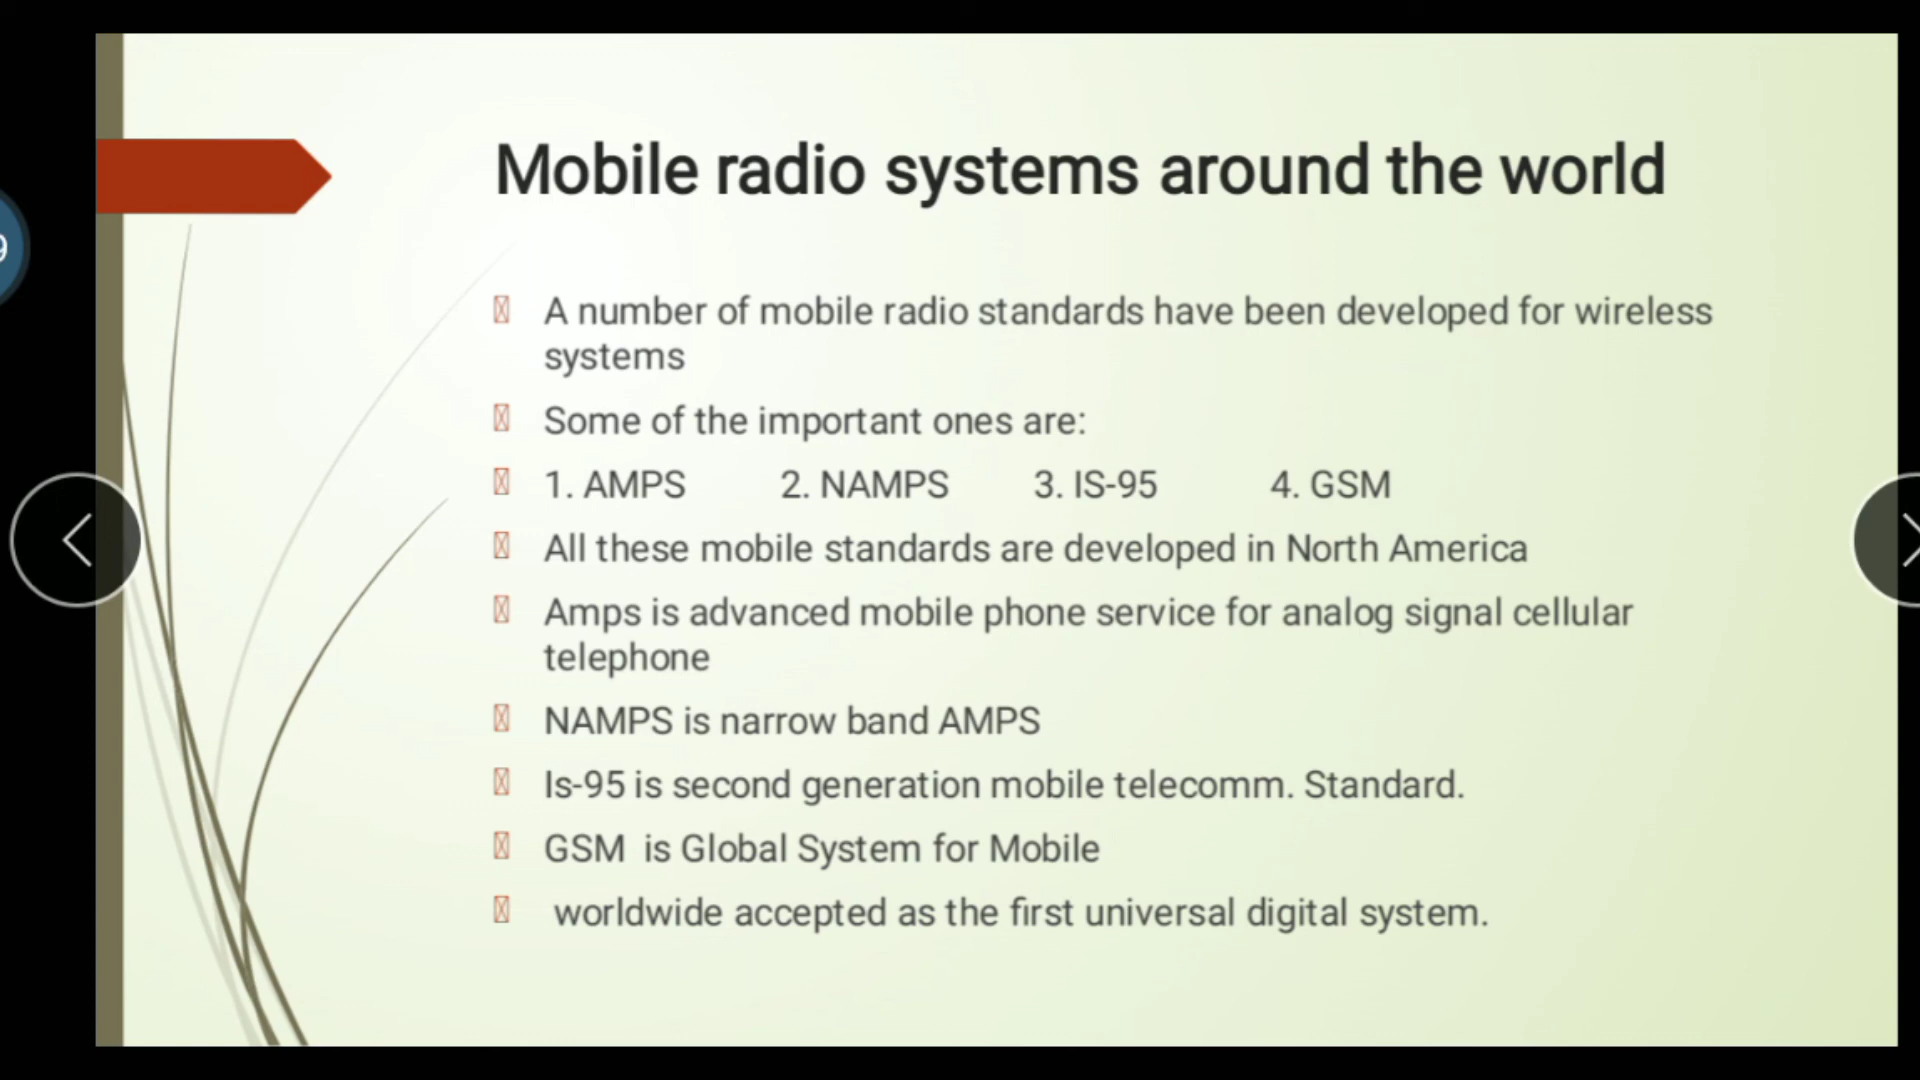 Mobile radio systems around the world
9
A number of mobile radio standards have been developed for wireless
systems
Some of the important ones are:
1. AMPS 2. NAMPS 3. IS-95 4. GSM
All these mobile standards are developed in North America
Amps is advanced mobile phone service for analog signal cellular
telephone
NAMPS is narrow band AMPS
Is-95 is second generation mobile telecomm. Standard.
GSM is Global System for Mobile
worldwide accepted as the first universal digital system.